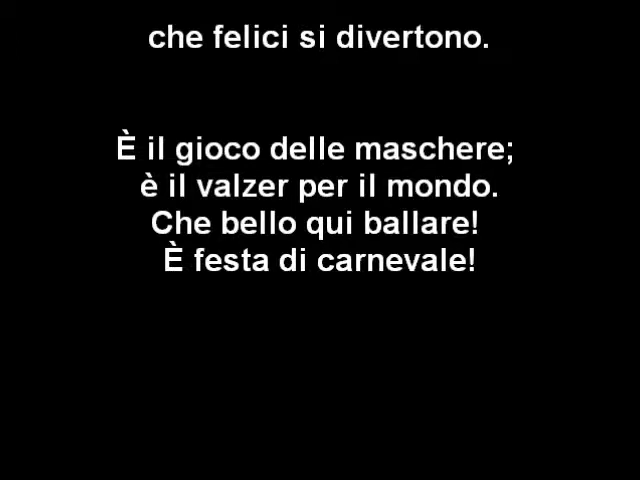 che felici si divertono.
È il gioco delle maschere;
è il valzer per il mondo.
Che bello qui ballare!
È festa di carnevale!